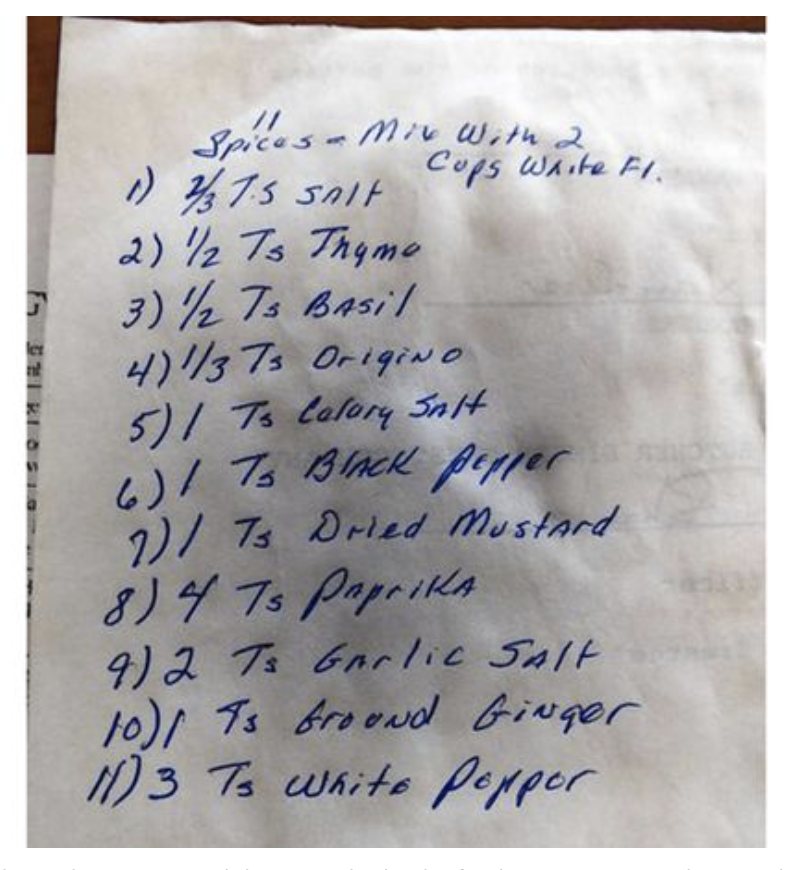 11
Spices - Mix With 2
Cups White Fl.
1) 2/3 T.S Salt
2) 1/2 Ts Thyme
3) 1/2 Ts Basil
4) 1/3 Ts Origino
5) 1 Ts Celary Salt
6) 1 Ts Black Pepper
7) 1 Ts Dried Mustard
8) 4 Ts Paprika
9) 2 Ts Garlic Salt
10) 1 Ts Ground Ginger
11) 3 Ts White Pepper